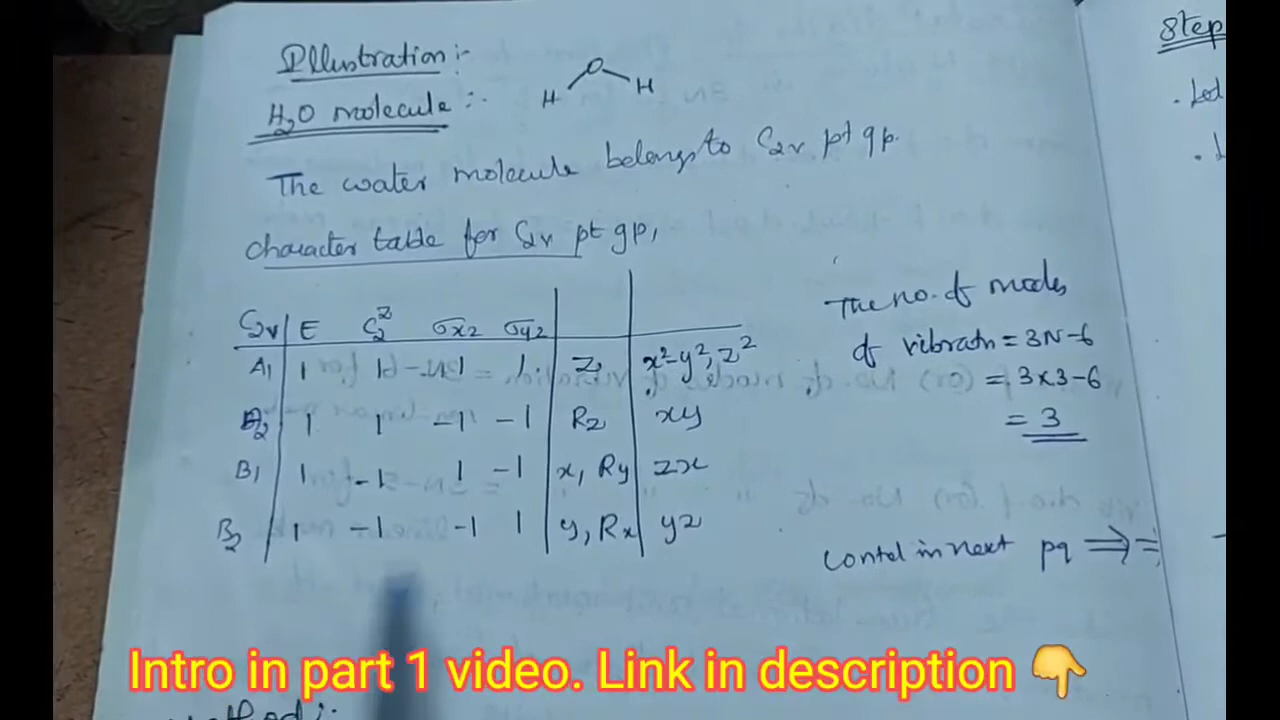 Illustration:-
H2O molecule :-
O
H H
The water molecule belongs to C2v pt gp.
character table for C2v pt gp,
C2v E C2^z σxz σyz
A1 1 1 1 1 z x²-y², z²
A2 1 1 -1 -1 Rz xy
B1 1 -1 1 -1 x, Ry zx
B2 1 -1 -1 1 y, Rx yz
The no. of modes
of vibratn = 3N-6
= 3x3-6
= 3
contd in next pg ⇒
Step
Intro in part 1 video. Link in description 👇